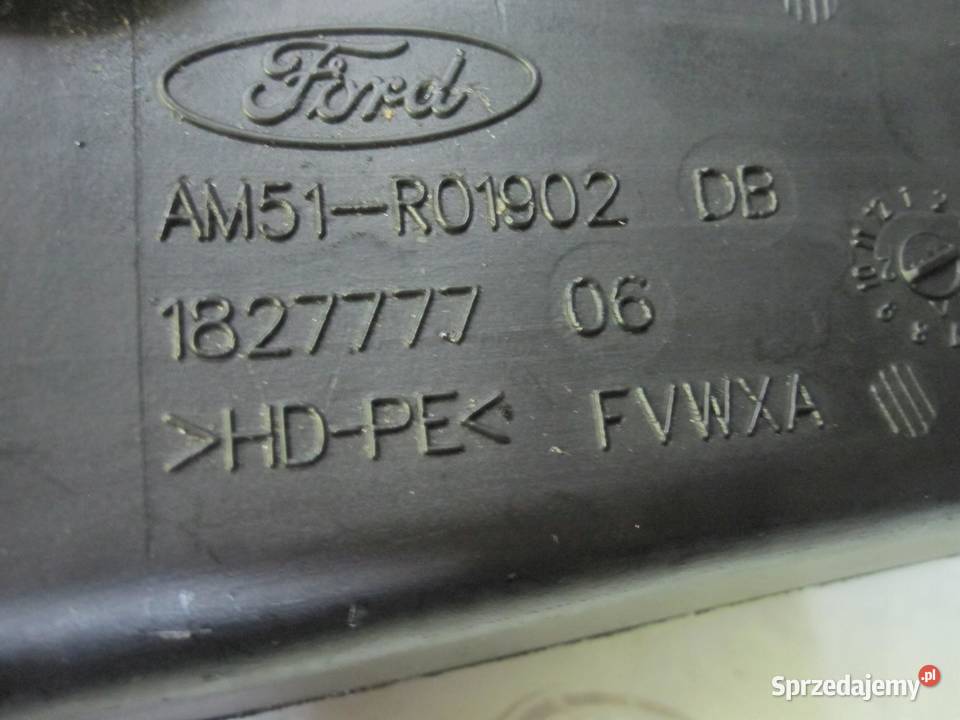 Ford
AM51-R01902 DB
1827777 06
>HD-PE< FVWXA
Sprzedajemy.pl